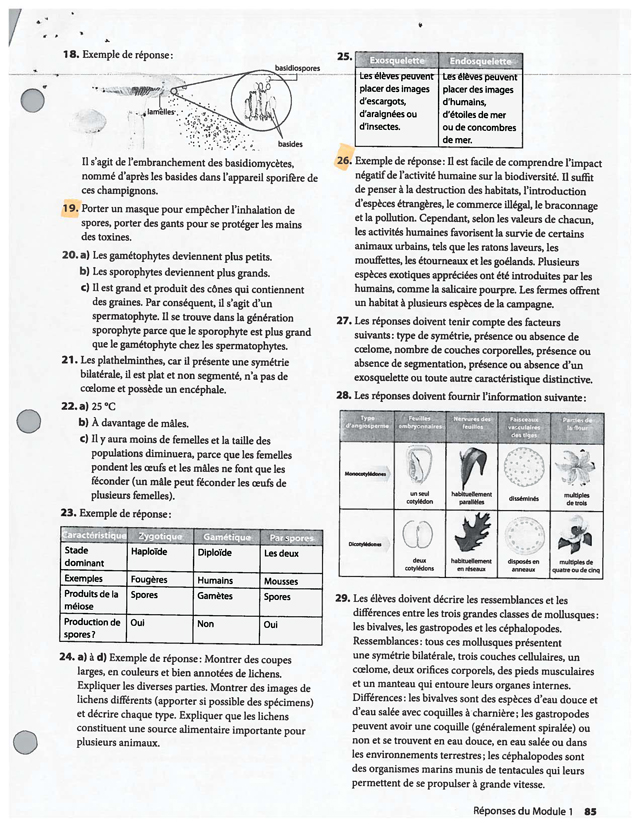 18. Exemple de réponse :
basidiospores
lamelles
basides
Il s'agit de l'embranchement des basidiomycètes,
nommé d'après les basides dans l'appareil sporifère de
ces champignons.
19. Porter un masque pour empêcher l'inhalation de
spores, porter des gants pour se protéger les mains
des toxines.
20. a) Les gamétophytes deviennent plus petits.
b) Les sporophytes deviennent plus grands.
c) Il est grand et produit des cônes qui contiennent
des graines. Par conséquent, il s'agit d'un
spermatophyte. Il se trouve dans la génération
sporophyte parce que le sporophyte est plus grand
que le gamétophyte chez les spermatophytes.
21. Les plathelminthes, car il présente une symétrie
bilatérale, il est plat et non segmenté, n'a pas de
cœlome et possède un encéphale.
22. a) 25 °C
b) À davantage de mâles.
c) Il y aura moins de femelles et la taille des
populations diminuera, parce que les femelles
pondent les œufs et les mâles ne font que les
féconder (un mâle peut féconder les œufs de
plusieurs femelles).
23. Exemple de réponse :
Caractéristique Zygotique Gamétique Par spores
Stade dominant Haploïde Diploïde Les deux
Exemples Fougères Humains Mousses
Produits de la méiose Spores Gamètes Spores
Production de spores ? Oui Non Oui
24. a) à d) Exemple de réponse : Montrer des coupes
larges, en couleurs et bien annotées de lichens.
Expliquer les diverses parties. Montrer des images de
lichens différents (apporter si possible des spécimens)
et décrire chaque type. Expliquer que les lichens
constituent une source alimentaire importante pour
plusieurs animaux.
25. Exosquelette Endosquelette
Les élèves peuvent Les élèves peuvent
placer des images placer des images
d'escargots, d'humains,
d'araignées ou d'étoiles de mer
d'insectes. ou de concombres
de mer.
26. Exemple de réponse : Il est facile de comprendre l'impact
négatif de l'activité humaine sur la biodiversité. Il suffit
de penser à la destruction des habitats, l'introduction
d'espèces étrangères, le commerce illégal, le braconnage
et la pollution. Cependant, selon les valeurs de chacun,
les activités humaines favorisent la survie de certains
animaux urbains, tels que les ratons laveurs, les
mouffettes, les étourneaux et les goélands. Plusieurs
espèces exotiques appréciées ont été introduites par les
humains, comme la salicaire pourpre. Les fermes offrent
un habitat à plusieurs espèces de la campagne.
27. Les réponses doivent tenir compte des facteurs
suivants : type de symétrie, présence ou absence de
cœlome, nombre de couches corporelles, présence ou
absence de segmentation, présence ou absence d'un
exosquelette ou toute autre caractéristique distinctive.
28. Les réponses doivent fournir l'information suivante :
Type d'angiosperme Feuilles embryonnaires Nervures des feuilles Faisceaux vasculaires des tiges Parties de la fleur
Monocotylédones
un seul cotylédon habituellement parallèles disséminés multiples de trois
Dicotylédones
deux cotylédons habituellement en réseaux disposés en anneaux multiples de quatre ou de cinq
29. Les élèves doivent décrire les ressemblances et les
différences entre les trois grandes classes de mollusques :
les bivalves, les gastropodes et les céphalopodes.
Ressemblances : tous ces mollusques présentent
une symétrie bilatérale, trois couches cellulaires, un
cœlome, deux orifices corporels, des pieds musculaires
et un manteau qui entoure leurs organes internes.
Différences : les bivalves sont des espèces d'eau douce et
d'eau salée avec coquilles à charnière ; les gastropodes
peuvent avoir une coquille (généralement spiralée) ou
non et se trouvent en eau douce, en eau salée ou dans
les environnements terrestres ; les céphalopodes sont
des organismes marins munis de tentacules qui leurs
permettent de se propulser à grande vitesse.
Réponses du Module 1 85